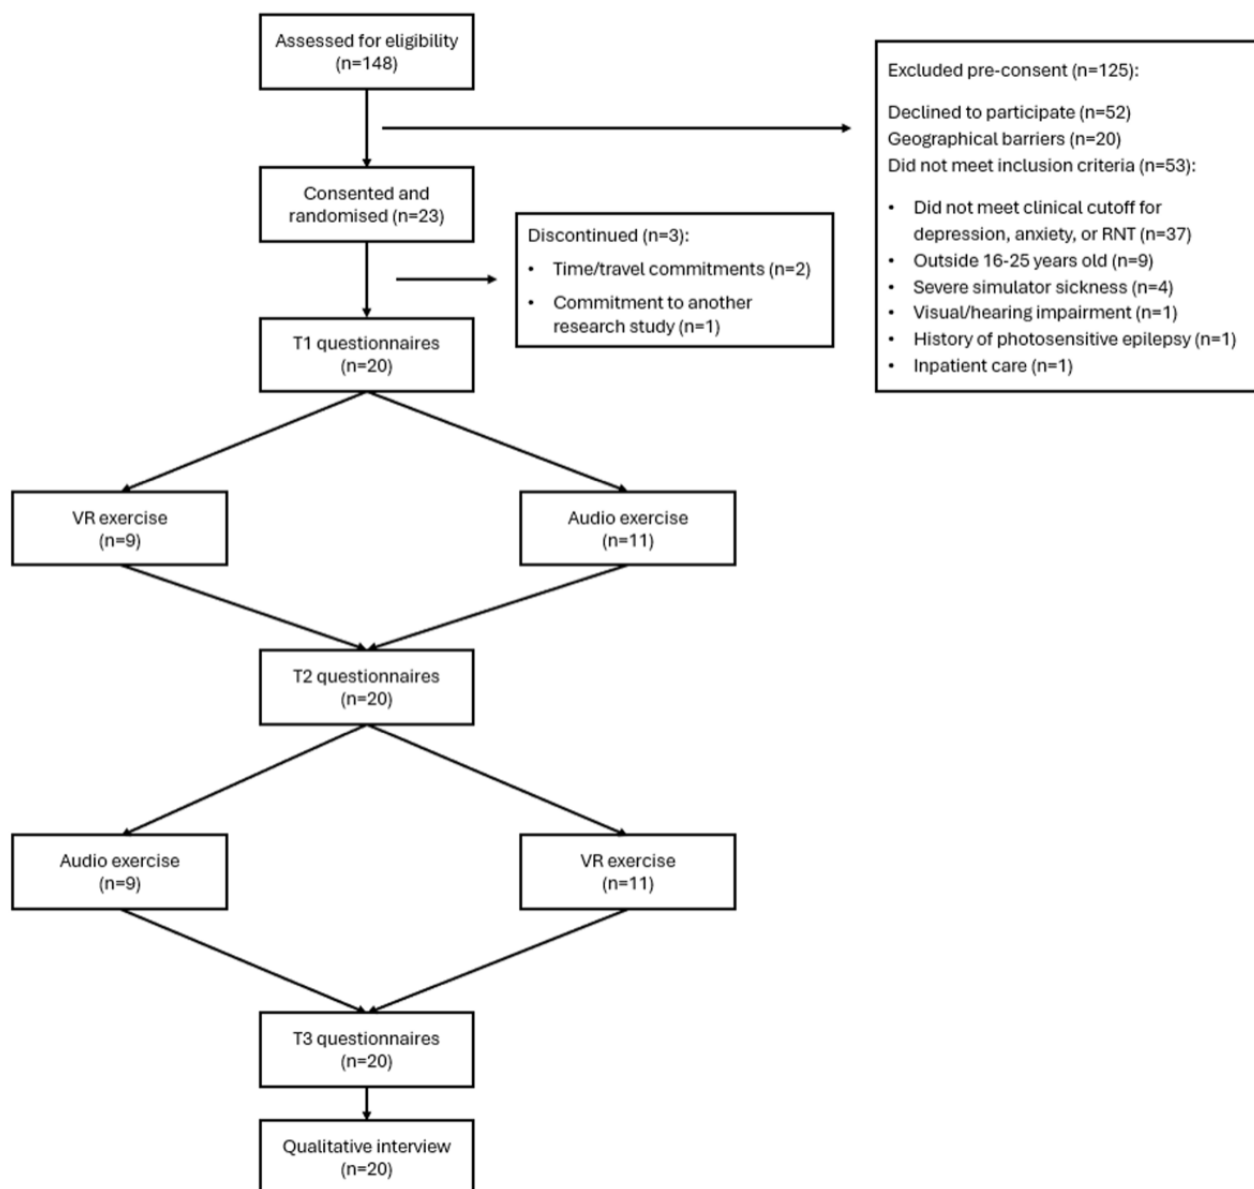 Assessed for eligibility
(n=148)
Excluded pre-consent (n=125):
Declined to participate (n=52)
Geographical barriers (n=20)
Did not meet inclusion criteria (n=53):
• Did not meet clinical cutoff for
depression, anxiety, or RNT (n=37)
• Outside 16-25 years old (n=9)
• Severe simulator sickness (n=4)
• Visual/hearing impairment (n=1)
• History of photosensitive epilepsy (n=1)
• Inpatient care (n=1)
Consented and
randomised (n=23)
Discontinued (n=3):
• Time/travel commitments (n=2)
• Commitment to another
research study (n=1)
T1 questionnaires
(n=20)
VR exercise
(n=9)
Audio exercise
(n=11)
T2 questionnaires
(n=20)
Audio exercise
(n=9)
VR exercise
(n=11)
T3 questionnaires
(n=20)
Qualitative interview
(n=20)